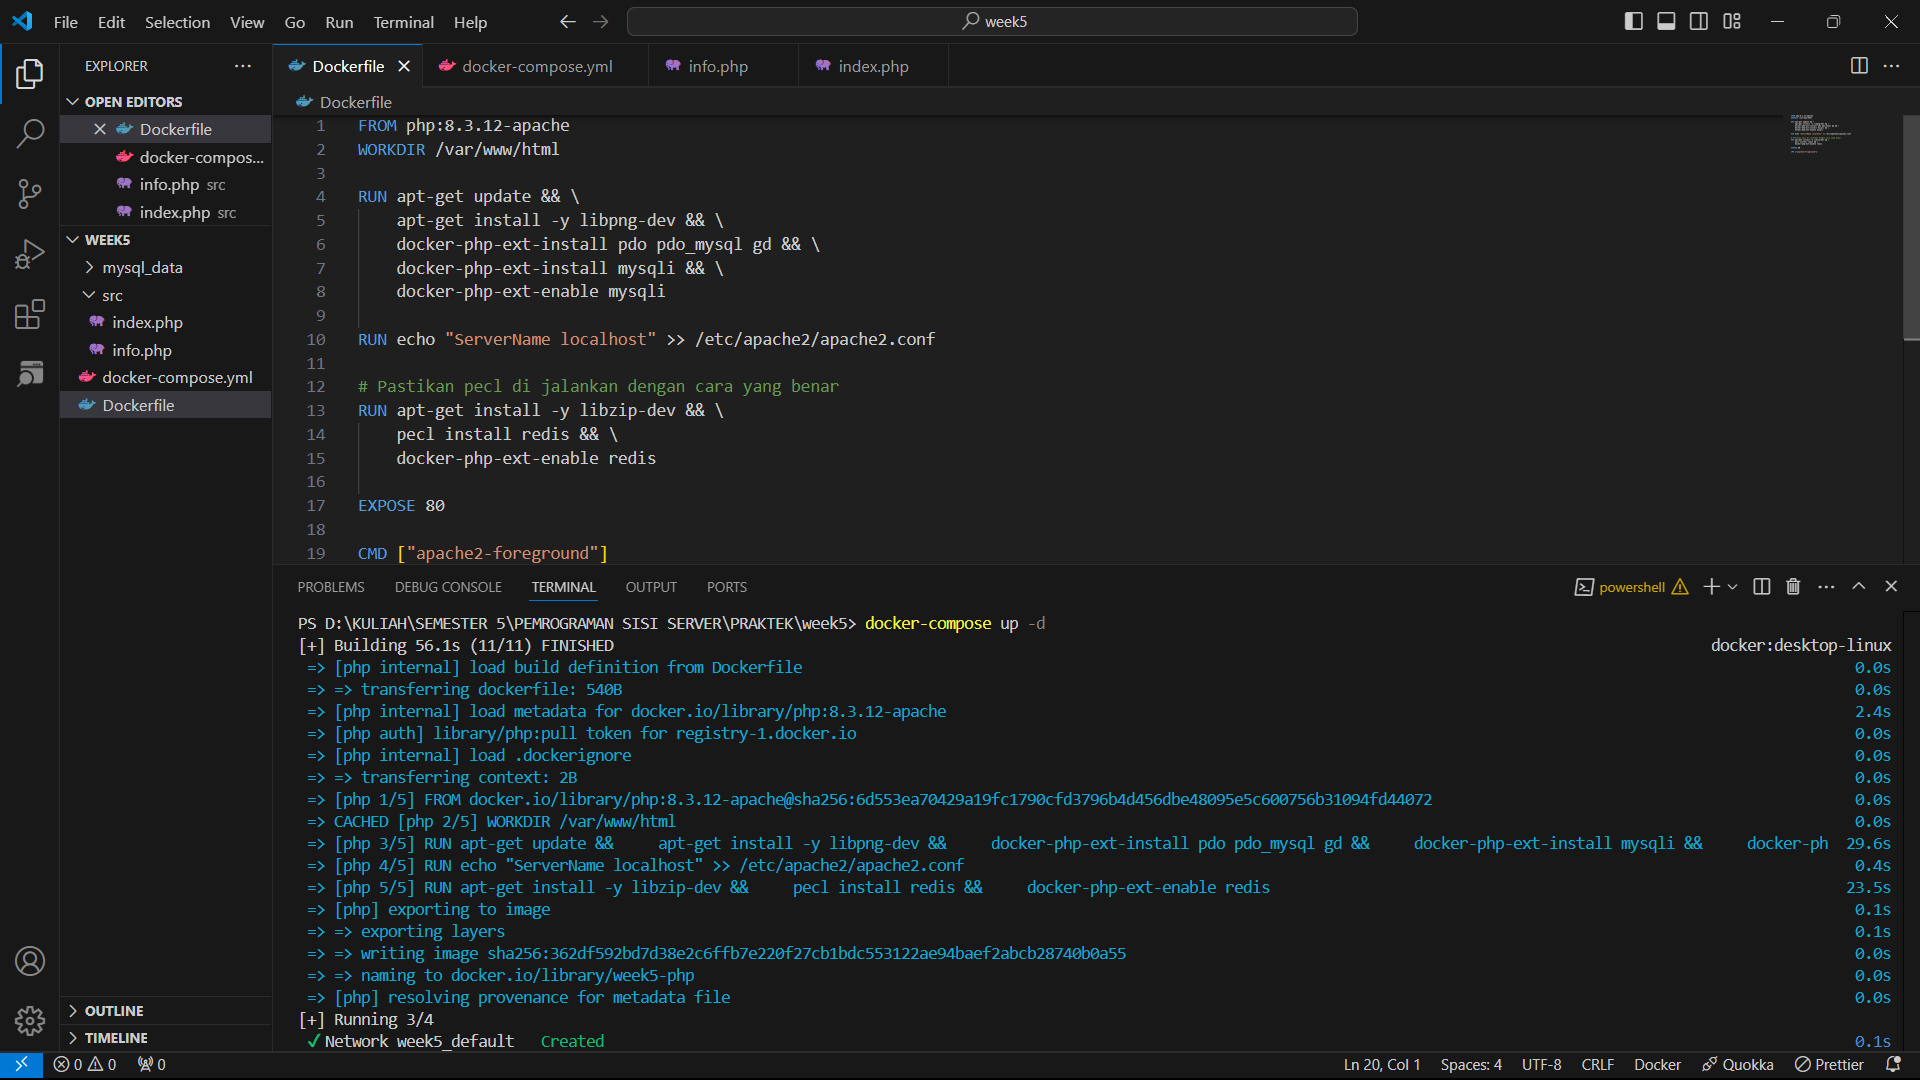 File Edit Selection View Go Run Terminal Help
week5
EXPLORER
OPEN EDITORS
Dockerfile
docker-compos...
info.php src
index.php src
WEEK5
mysql_data
src
index.php
info.php
docker-compose.yml
Dockerfile
OUTLINE
TIMELINE
Dockerfile docker-compose.yml info.php index.php
Dockerfile
1 FROM php:8.3.12-apache
2 WORKDIR /var/www/html
3
4 RUN apt-get update && \
5 apt-get install -y libpng-dev && \
6 docker-php-ext-install pdo pdo_mysql gd && \
7 docker-php-ext-install mysqli && \
8 docker-php-ext-enable mysqli
9
10 RUN echo "ServerName localhost" >> /etc/apache2/apache2.conf
11
12 # Pastikan pecl di jalankan dengan cara yang benar
13 RUN apt-get install -y libzip-dev && \
14 pecl install redis && \
15 docker-php-ext-enable redis
16
17 EXPOSE 80
18
19 CMD ["apache2-foreground"]
PROBLEMS DEBUG CONSOLE TERMINAL OUTPUT PORTS
powershell
PS D:\KULIAH\SEMESTER 5\PEMROGRAMAN SISI SERVER\PRAKTEK\week5> docker-compose up -d
[+] Building 56.1s (11/11) FINISHED docker:desktop-linux
=> [php internal] load build definition from Dockerfile 0.0s
=> => transferring dockerfile: 540B 0.0s
=> [php internal] load metadata for docker.io/library/php:8.3.12-apache 2.4s
=> [php auth] library/php:pull token for registry-1.docker.io 0.0s
=> [php internal] load .dockerignore 0.0s
=> => transferring context: 2B 0.0s
=> [php 1/5] FROM docker.io/library/php:8.3.12-apache@sha256:6d553ea70429a19fc1790cfd3796b4d456dbe48095e5c600756b31094fd44072 0.0s
=> CACHED [php 2/5] WORKDIR /var/www/html 0.0s
=> [php 3/5] RUN apt-get update && apt-get install -y libpng-dev && docker-php-ext-install pdo pdo_mysql gd && docker-php-ext-install mysqli && docker-ph 29.6s
=> [php 4/5] RUN echo "ServerName localhost" >> /etc/apache2/apache2.conf 0.4s
=> [php 5/5] RUN apt-get install -y libzip-dev && pecl install redis && docker-php-ext-enable redis 23.5s
=> [php] exporting to image 0.1s
=> => exporting layers 0.1s
=> => writing image sha256:362df592bd7d38e2c6ffb7e220f27cb1bdc553122ae94baef2abcb28740b0a55 0.0s
=> => naming to docker.io/library/week5-php 0.0s
=> [php] resolving provenance for metadata file 0.0s
[+] Running 3/4
✓ Network week5_default Created 0.1s
0 0 0 Ln 20, Col 1 Spaces: 4 UTF-8 CRLF Docker Quokka Prettier